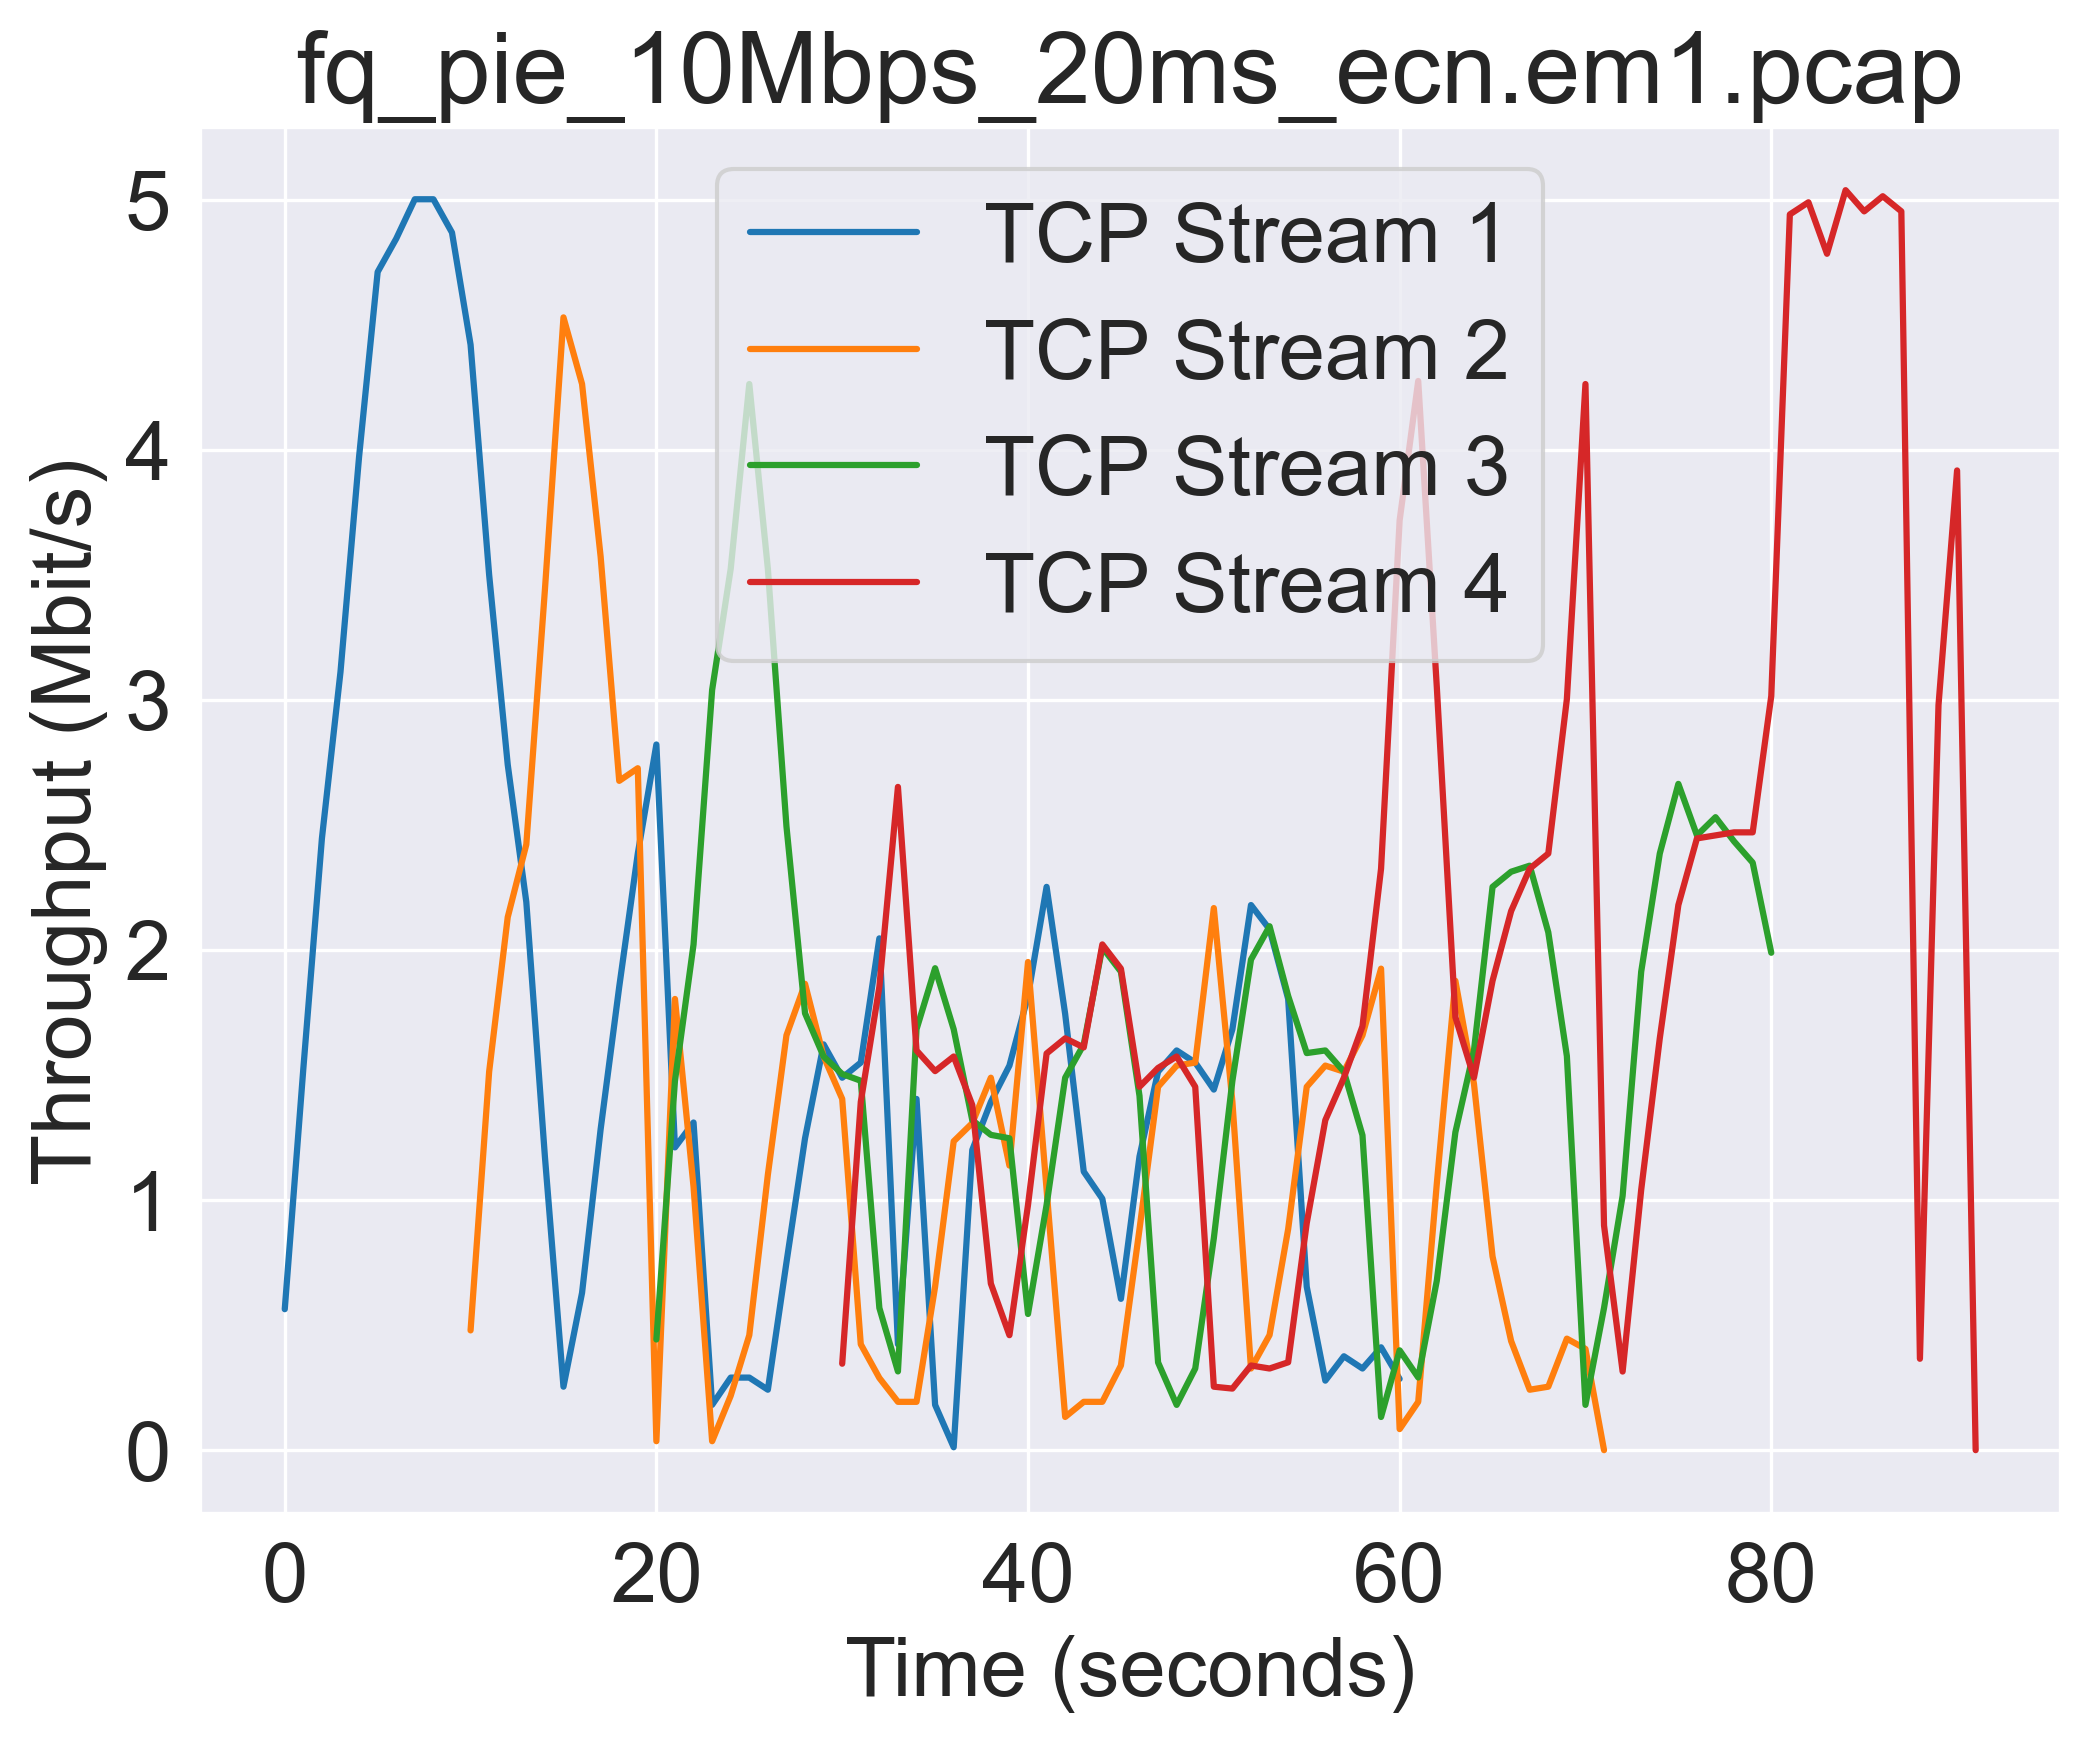 fq_pie_10Mbps_20ms_ecn.em1.pcap
Throughput (Mbit/s)
5
4
3
2
1
0
TCP Stream 1
TCP Stream 2
TCP Stream 3
TCP Stream 4
0 20 40 60 80
Time (seconds)